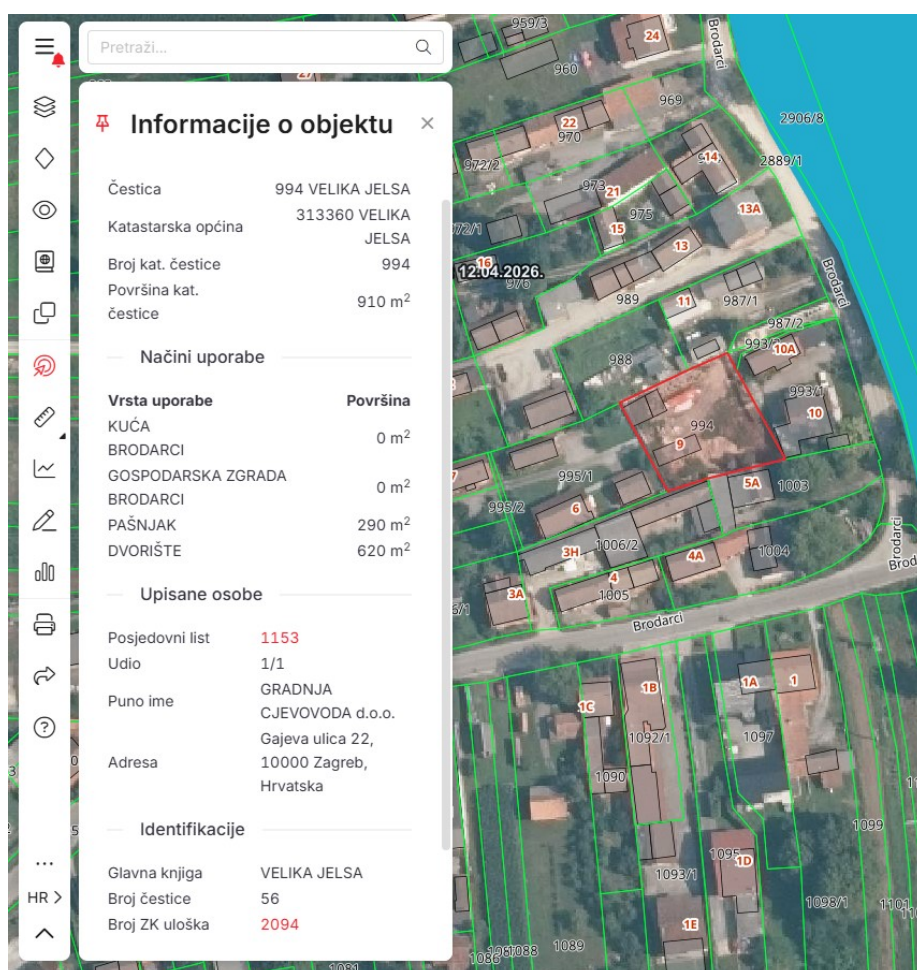 Pretraži...
Informacije o objektu
Čestica 994 VELIKA JELSA
Katastarska općina 313360 VELIKA JELSA
Broj kat. čestice 994
Površina kat. čestice 910 m²
Načini uporabe
Vrsta uporabe Površina
KUĆA BRODARCI 0 m²
GOSPODARSKA ZGRADA BRODARCI 0 m²
PAŠNJAK 290 m²
DVORIŠTE 620 m²
Upisane osobe
Posjedovni list 1153
Udio 1/1
Puno ime GRADNJA CJEVOVODA d.o.o.
Adresa Gajeva ulica 22, 10000 Zagreb, Hrvatska
Identifikacije
Glavna knjiga VELIKA JELSA
Broj čestice 56
Broj ZK uloška 2094
HR
959/3
24
Brodarci
960
969
22
970
2906/8
972/2
14
2889/1
973
21
975
13A
15
13
16
12.04.2026.
976
Brodarci
989
11
987/1
987/2
10A
988
993/1
10
994
9
995/1
5A
1003
995/2
6
3H
1006/2
4A
1004
Brodarci
4
3A
1005
Brodarci
1B
1A
1
1C
1092/1
1097
1090
1099
1095
1D
1093/1
1098/1
1101
1E
1089
1088
1086
1081